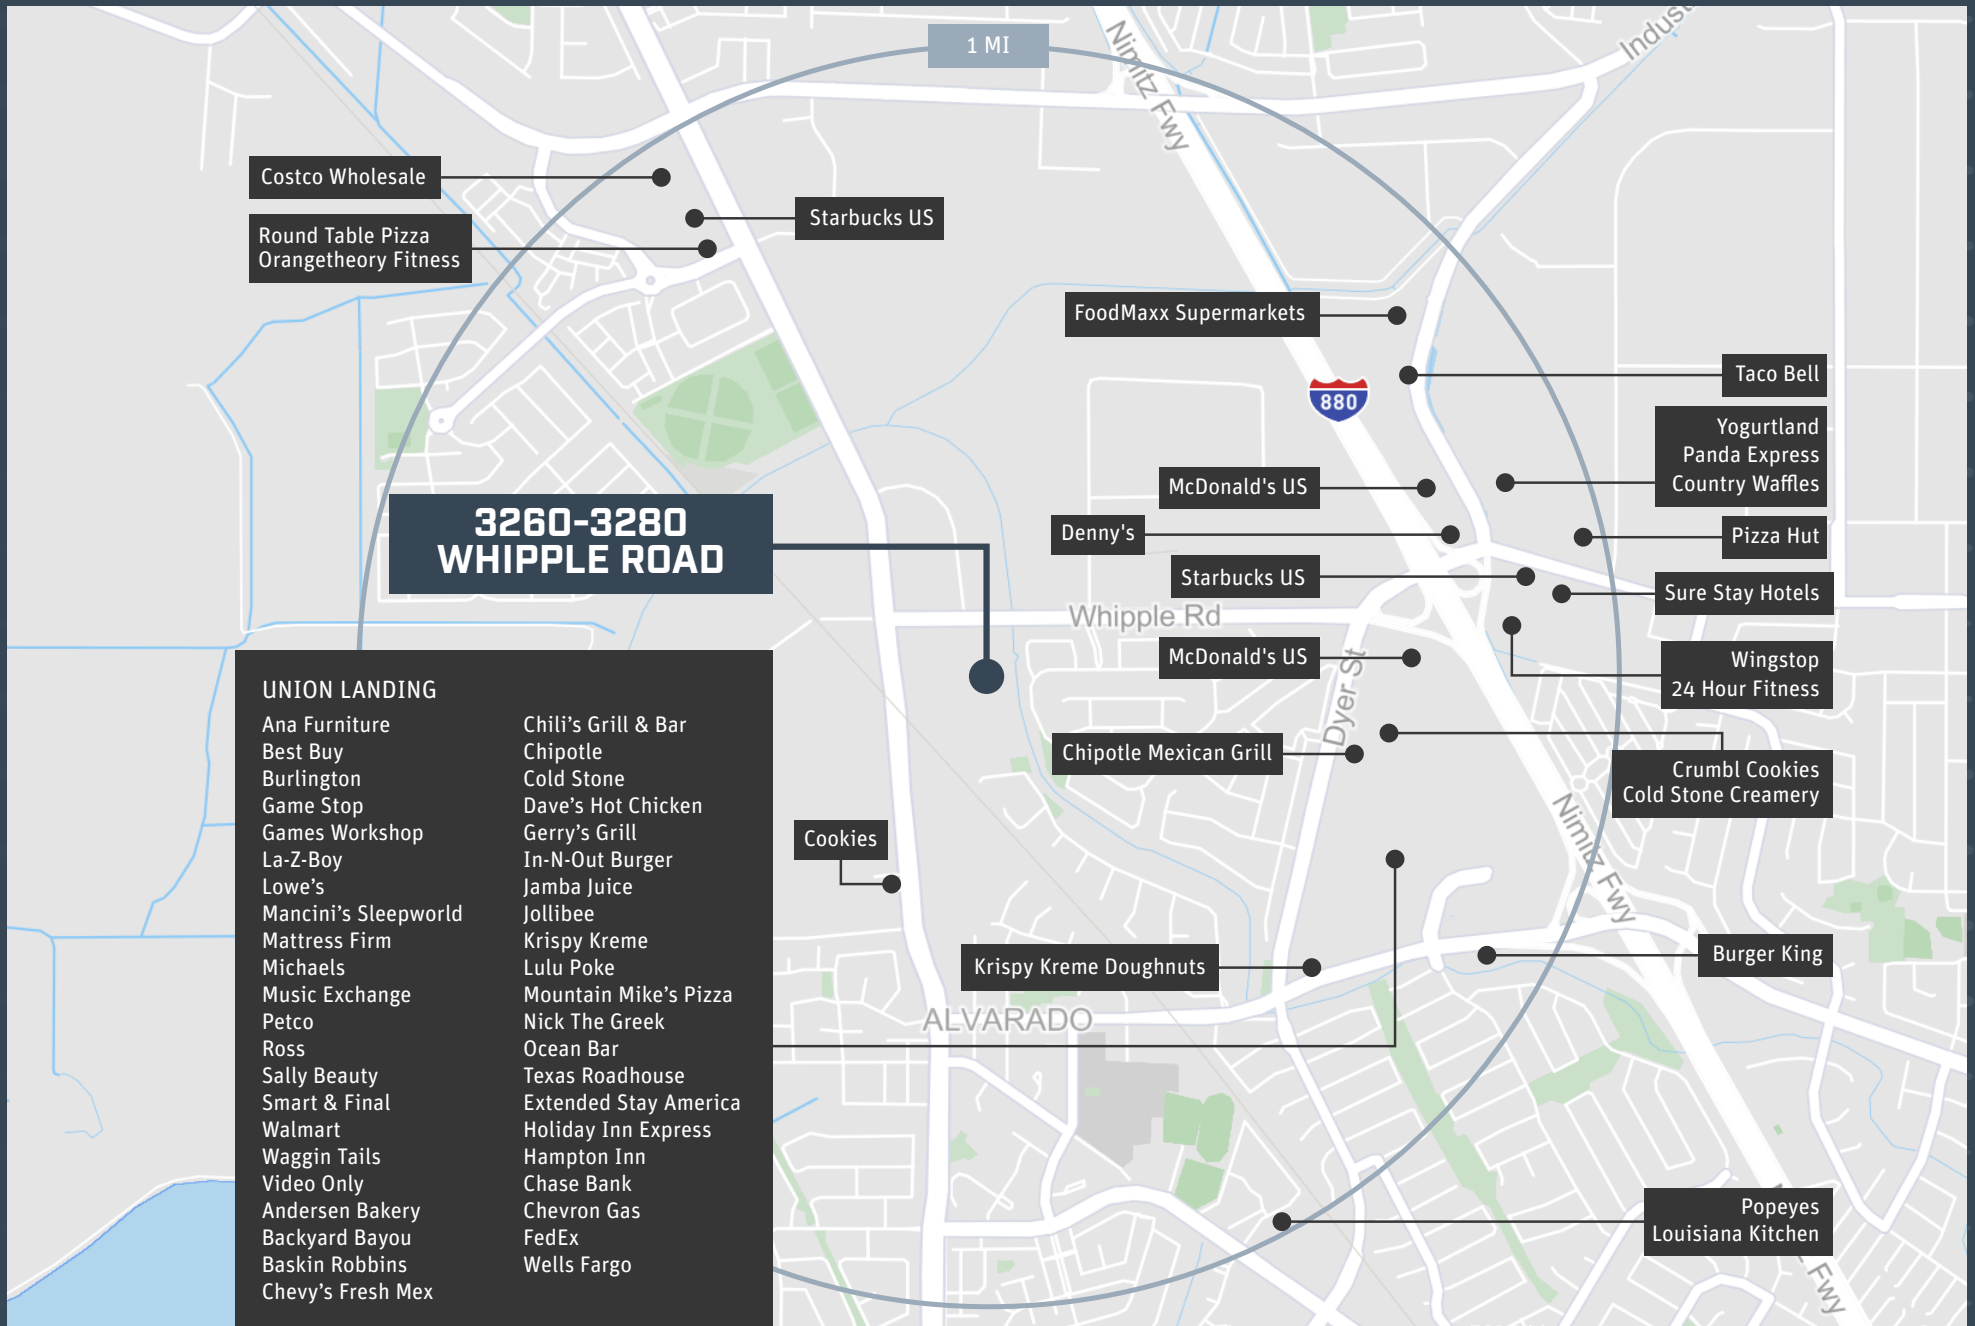 1 MI
Nimitz Fwy
Indust
Costco Wholesale
Starbucks US
Round Table Pizza
Orangetheory Fitness
FoodMaxx Supermarkets
880
Taco Bell
Yogurtland
Panda Express
Country Waffles
McDonald's US
Denny's
Pizza Hut
Starbucks US
Sure Stay Hotels
3260-3280
WHIPPLE ROAD
Whipple Rd
McDonald's US
Wingstop
24 Hour Fitness
Dyer St
Chipotle Mexican Grill
Crumbl Cookies
Cold Stone Creamery
Nimitz Fwy
Cookies
Krispy Kreme Doughnuts
Burger King
ALVARADO
Popeyes
Louisiana Kitchen
Fwy
UNION LANDING
Ana Furniture
Best Buy
Burlington
Game Stop
Games Workshop
La-Z-Boy
Lowe's
Mancini's Sleepworld
Mattress Firm
Michaels
Music Exchange
Petco
Ross
Sally Beauty
Smart & Final
Walmart
Waggin Tails
Video Only
Andersen Bakery
Backyard Bayou
Baskin Robbins
Chevy's Fresh Mex
Chili's Grill & Bar
Chipotle
Cold Stone
Dave's Hot Chicken
Gerry's Grill
In-N-Out Burger
Jamba Juice
Jollibee
Krispy Kreme
Lulu Poke
Mountain Mike's Pizza
Nick The Greek
Ocean Bar
Texas Roadhouse
Extended Stay America
Holiday Inn Express
Hampton Inn
Chase Bank
Chevron Gas
FedEx
Wells Fargo